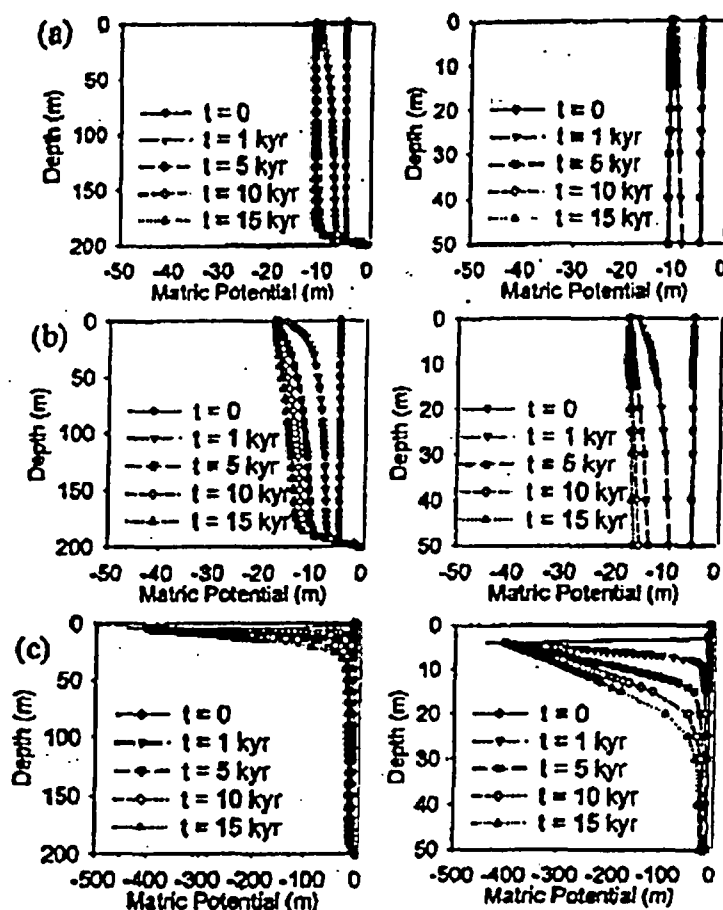 (a)
0
50
100
150
200
Depth (m)
t = 0
t = 1 kyr
t = 5 kyr
t = 10 kyr
t = 15 kyr
-50 -40 -30 -20 -10 0
Matric Potential (m)
0
10
20
30
40
50
Depth (m)
t = 0
t = 1 kyr
t = 5 kyr
t = 10 kyr
t = 15 kyr
-50 -40 -30 -20 -10 0
Matric Potential (m)
(b)
0
50
100
150
200
Depth (m)
t = 0
t = 1 kyr
t = 5 kyr
t = 10 kyr
t = 15 kyr
-50 -40 -30 -20 -10 0
Matric Potential (m)
0
10
20
30
40
50
Depth (m)
t = 0
t = 1 kyr
t = 5 kyr
t = 10 kyr
t = 15 kyr
-50 -40 -30 -20 -10 0
Matric Potential (m)
(c)
0
50
100
150
200
Depth (m)
t = 0
t = 1 kyr
t = 5 kyr
t = 10 kyr
t = 15 kyr
-500 -400 -300 -200 -100 0
Matric Potential (m)
0
10
20
30
40
50
Depth (m)
t = 0
t = 1 kyr
t = 5 kyr
t = 10 kyr
t = 15 kyr
-500 -400 -300 -200 -100 0
Matric Potential (m)